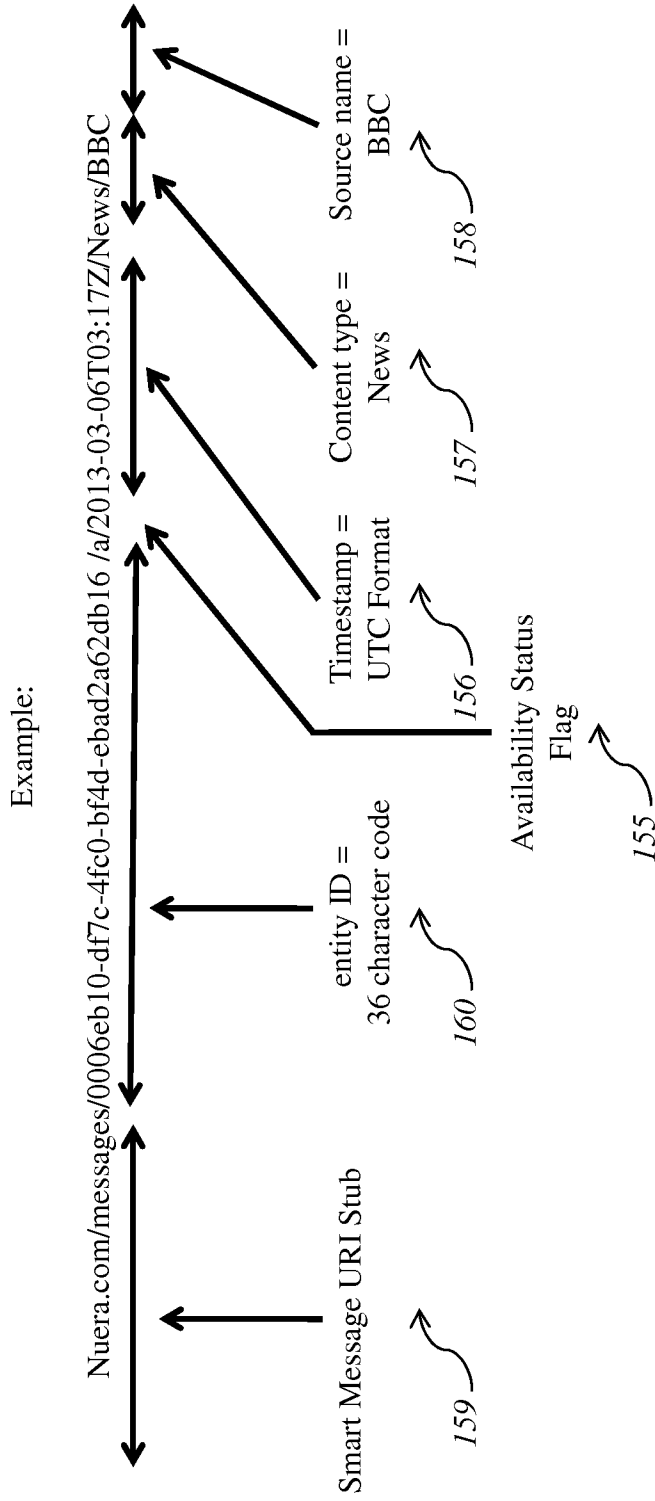 Example:
Nuera.com/messages/0006eb10-df7c-4fc0-bf4d-ebad2a62db16 /a/2013-03-06T03:17Z/News/BBC
Smart Message URI Stub
159
entity ID =
36 character code
160
Availability Status
Flag
155
Timestamp =
UTC Format
156
Content type =
News
157
Source name =
BBC
158